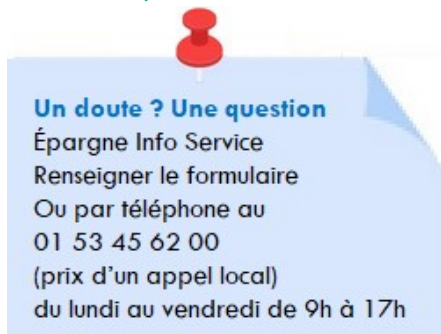 Un doute ? Une question
Épargne Info Service
Renseigner le formulaire
Ou par téléphone au
01 53 45 62 00
(prix d'un appel local)
du lundi au vendredi de 9h à 17h